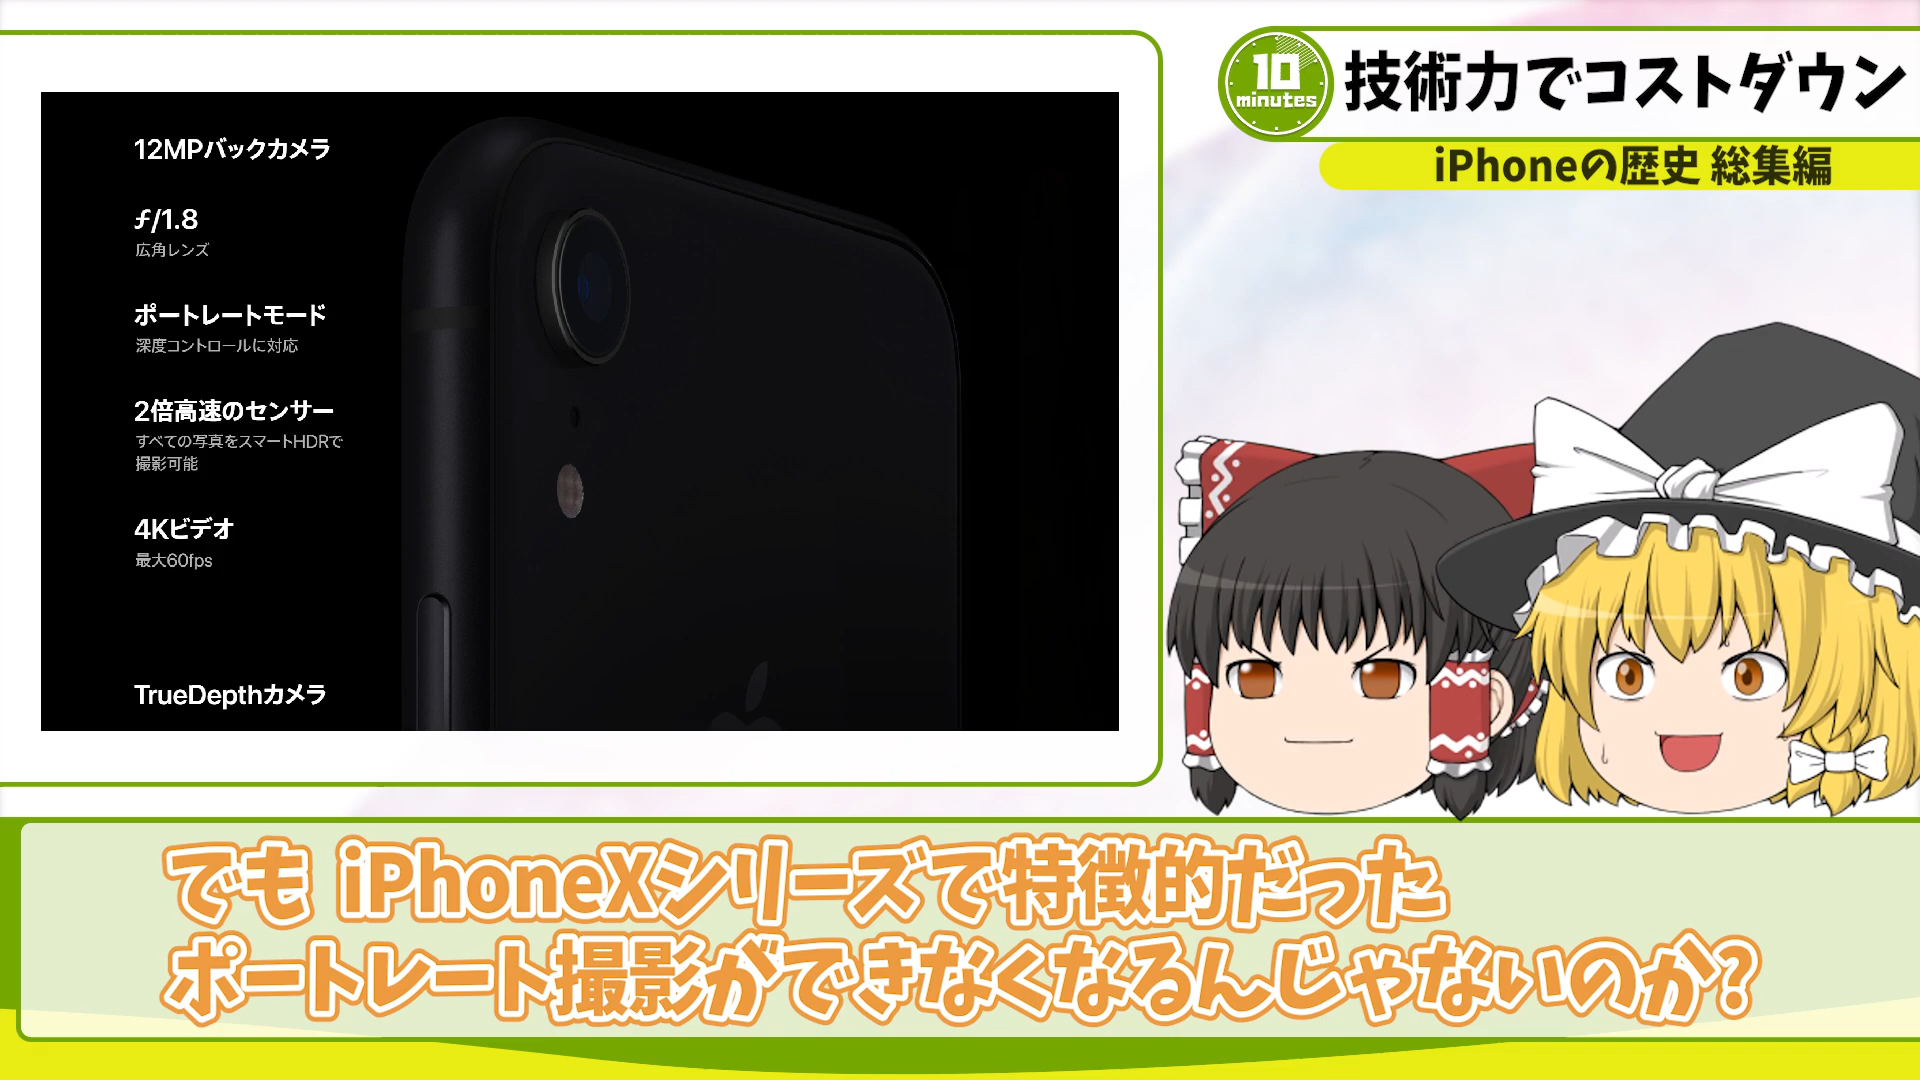 10
minutes
技術力でコストダウン
iPhoneの歴史 総集編
12MPバックカメラ
ƒ/1.8
広角レンズ
ポートレートモード
深度コントロールに対応
2倍高速のセンサー
すべての写真をスマートHDRで
撮影可能
4Kビデオ
最大60fps
TrueDepthカメラ
でも iPhoneXシリーズで特徴的だった
ポートレート撮影ができなくなるんじゃないのか?